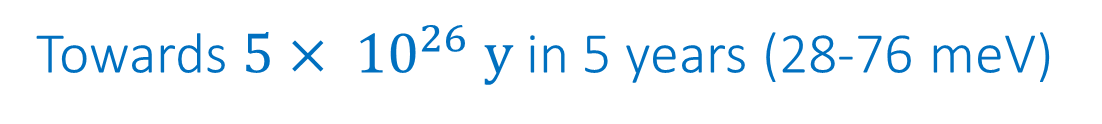 Towards 5 × 10²⁶ y in 5 years (28-76 meV)